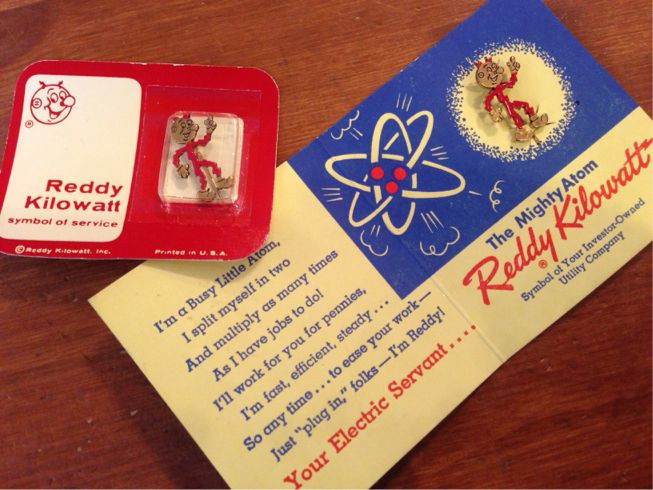 Reddy
Kilowatt
symbol of service
© Reddy Kilowatt, Inc.
Printed in U.S.A.
®
The Mighty Atom
Reddy Kilowatt
®
Symbol of Your Investor-Owned
Utility Company
I'm a Busy Little Atom,
I split myself in two
And multiply as many times
As I have jobs to do!
I'll work for you for pennies,
I'm fast, efficient, steady...
So any time... to ease your work—
Just "plug in," folks—I'm Reddy!
Your Electric Servant....